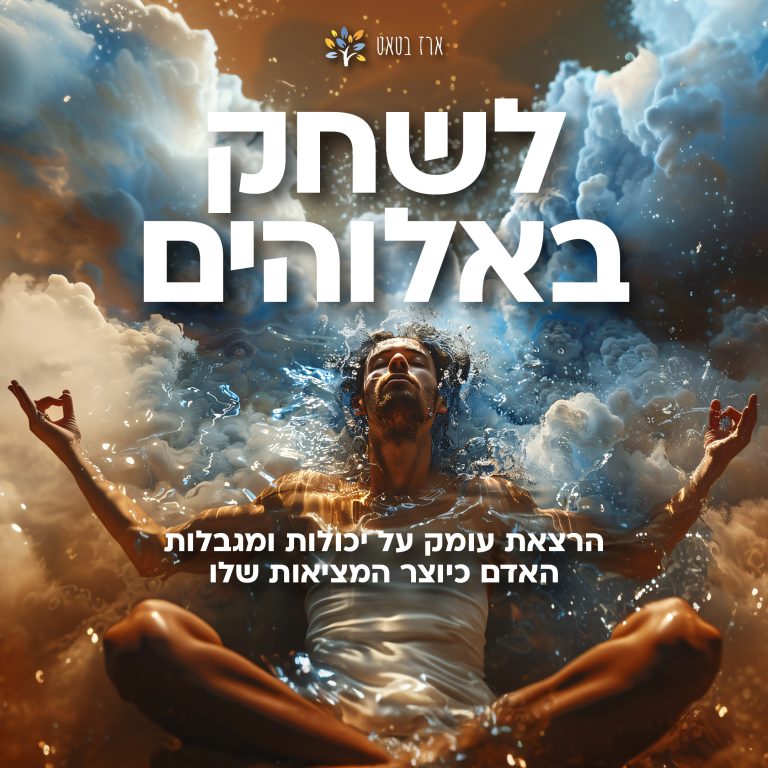 ארז בטאט
לשחק
באלוהים
הרצאת עומק על יכולות ומגבלות
האדם כיוצר המציאות שלו